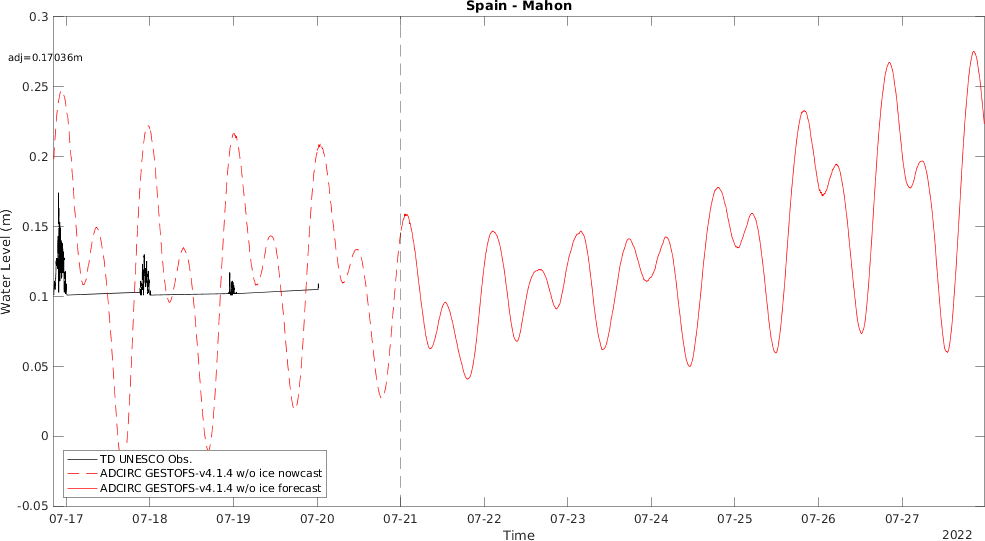 Spain - Mahon
adj=0.17036m
0.3
0.25
0.2
0.15
0.1
0.05
0
-0.05
Water Level (m)
TD UNESCO Obs.
ADCIRC GESTOFS-v4.1.4 w/o ice nowcast
ADCIRC GESTOFS-v4.1.4 w/o ice forecast
07-17 07-18 07-19 07-20 07-21 07-22 07-23 07-24 07-25 07-26 07-27
Time
2022